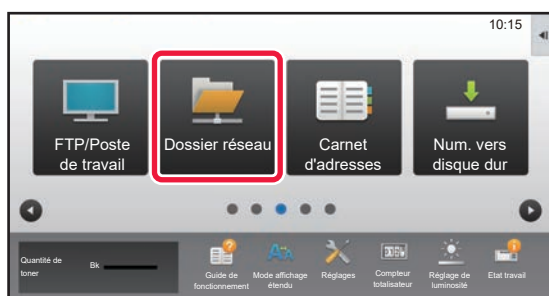 10:15
FTP/Poste
de travail
Dossier réseau
Carnet
d'adresses
Num. vers
disque dur
Quantité de
toner
Bk
Guide de
fonctionnement
Mode affichage
étendu
Réglages
Compteur
totalisateur
Réglage de
luminosité
Etat travail